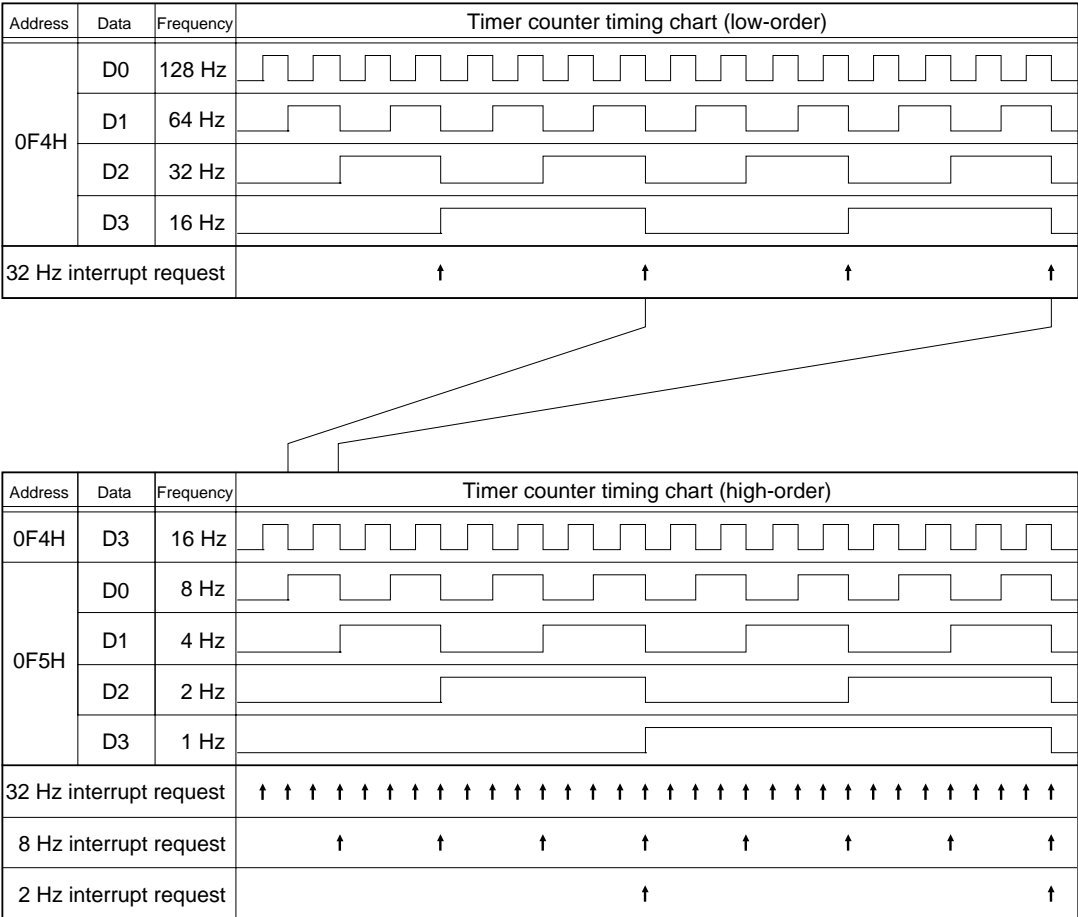 Address Data Frequency Timer counter timing chart (low-order)
0F4H
D0 128 Hz
D1 64 Hz
D2 32 Hz
D3 16 Hz
32 Hz interrupt request
Address Data Frequency Timer counter timing chart (high-order)
0F4H D3 16 Hz
0F5H
D0 8 Hz
D1 4 Hz
D2 2 Hz
D3 1 Hz
32 Hz interrupt request
8 Hz interrupt request
2 Hz interrupt request